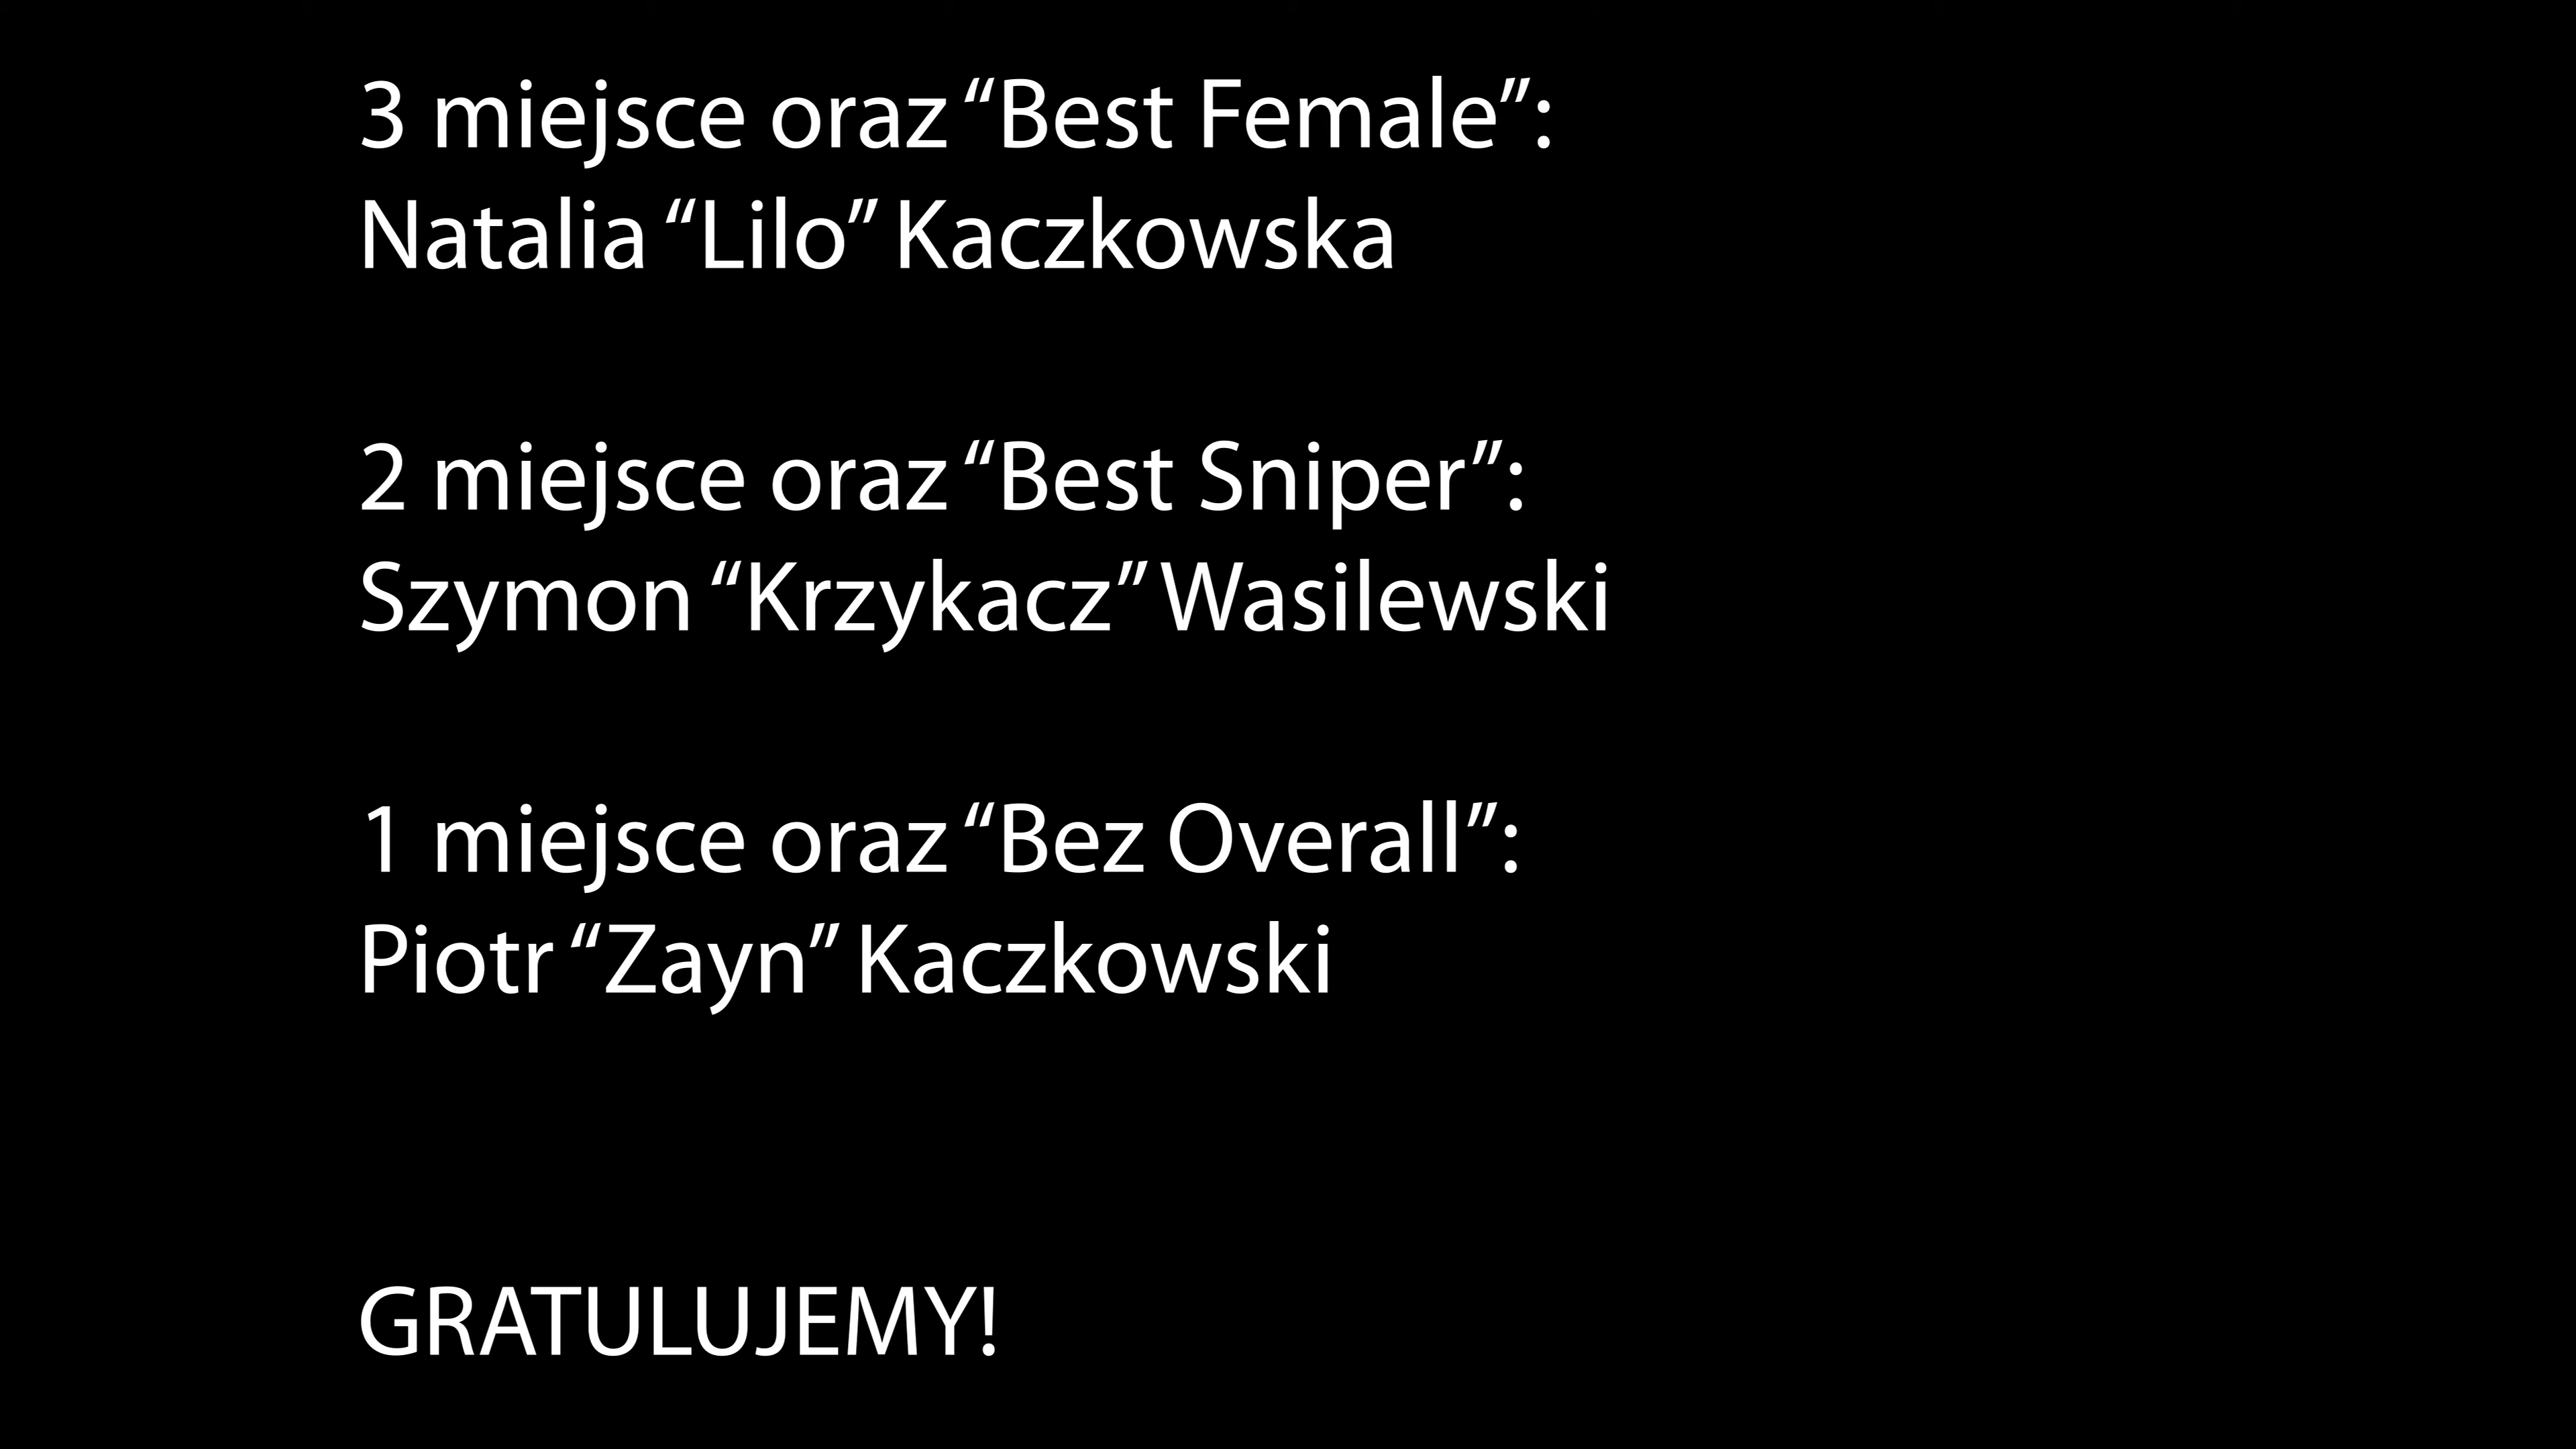 3 miejsce oraz “Best Female”:
Natalia “Lilo” Kaczkowska
2 miejsce oraz “Best Sniper”:
Szymon “Krzykacz” Wasilewski
1 miejsce oraz “Bez Overall”:
Piotr “Zayn” Kaczkowski
GRATULUJEMY!